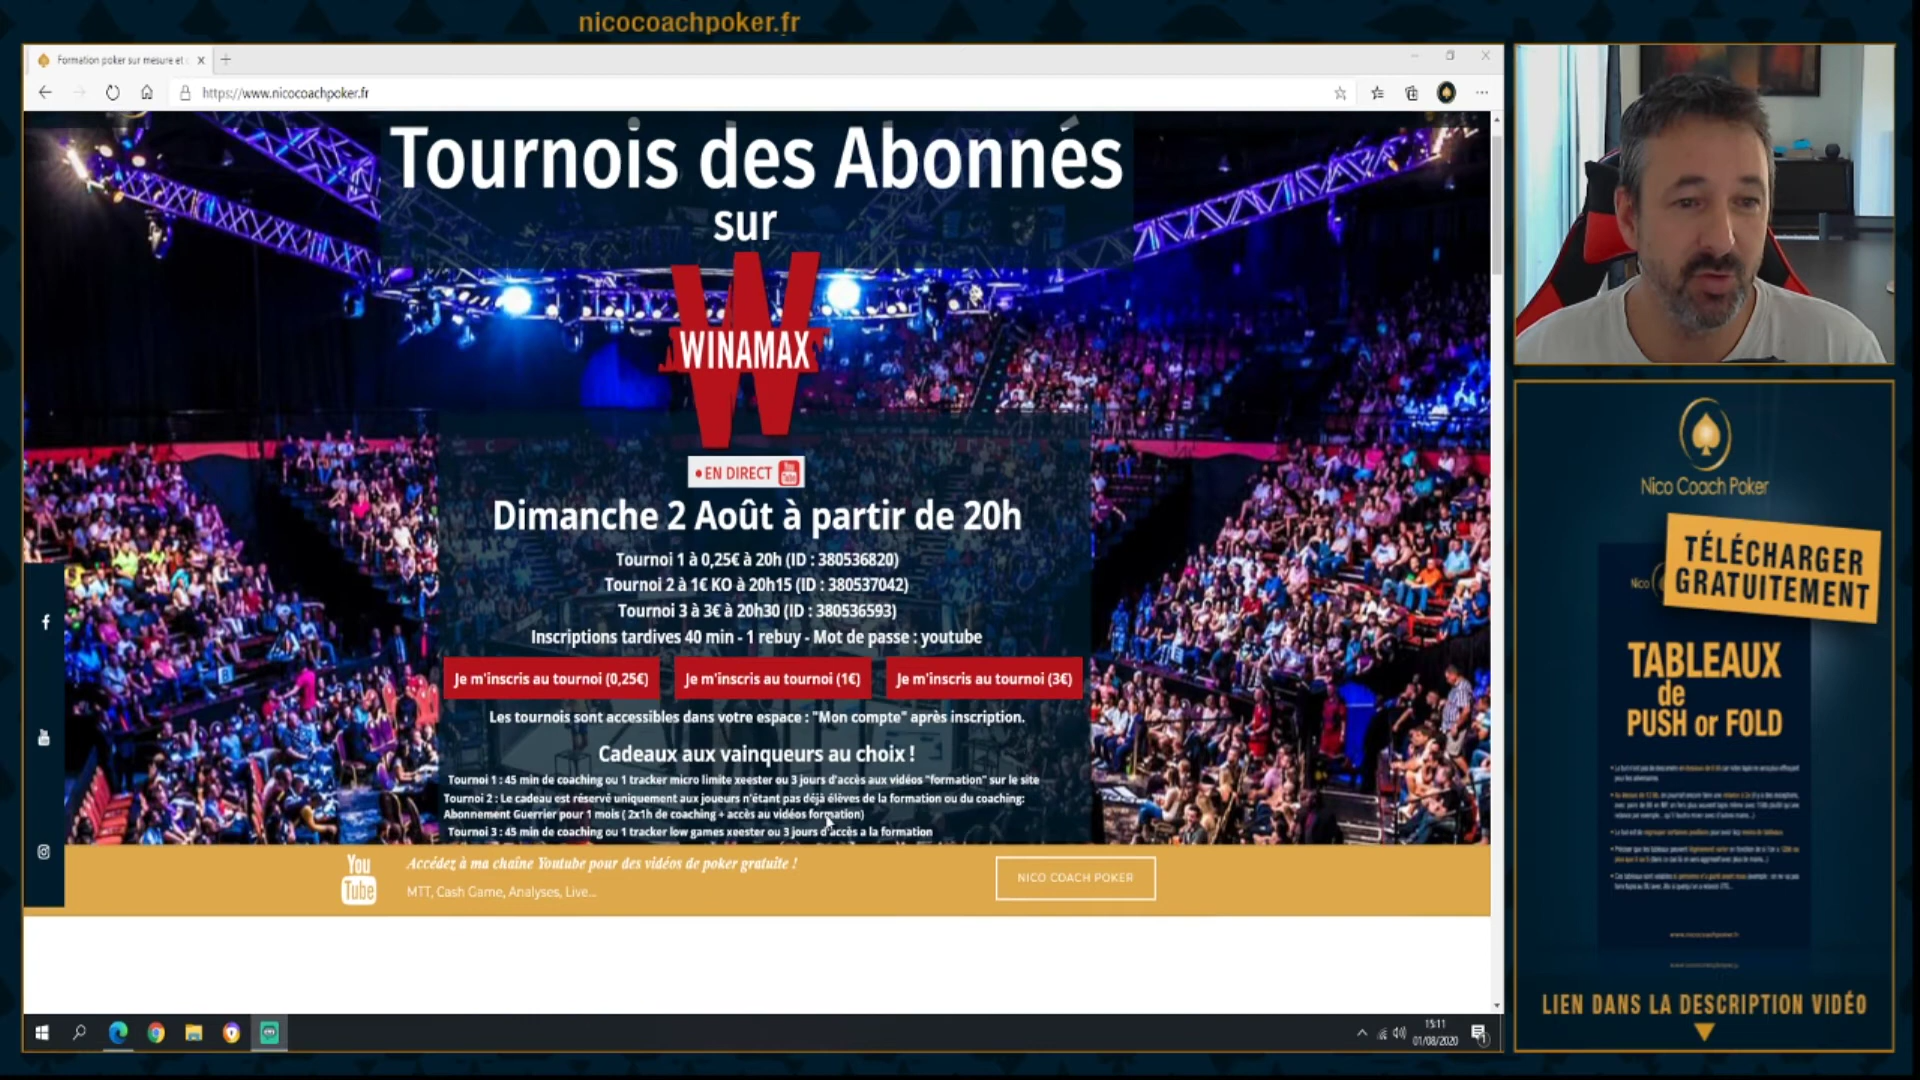 nicocoachpoker.fr
Formation poker sur mesure et
https://www.nicocoachpoker.fr
Tournois des Abonnés
sur
WINAMAX
• EN DIRECT You Tube
Dimanche 2 Août à partir de 20h
Tournoi 1 à 0,25€ à 20h (ID : 380536820)
Tournoi 2 à 1€ KO à 20h15 (ID : 380537042)
Tournoi 3 à 3€ à 20h30 (ID : 380536593)
Inscriptions tardives 40 min - 1 rebuy - Mot de passe : youtube
Je m'inscris au tournoi (0,25€)
Je m'inscris au tournoi (1€)
Je m'inscris au tournoi (3€)
Les tournois sont accessibles dans votre espace : "Mon compte" après inscription.
Cadeaux aux vainqueurs au choix !
Tournoi 1 : 45 min de coaching ou 1 tracker micro limite xeester ou 3 jours d'accès aux vidéos "formation" sur le site
Tournoi 2 : Le cadeau est réservé uniquement aux joueurs n'étant pas déjà élèves de la formation ou du coaching:
Abonnement Guerrier pour 1 mois ( 2x1h de coaching + accès au vidéos formation)
Tournoi 3 : 45 min de coaching ou 1 tracker low games xeester ou 3 jours d'accès a la formation
You Tube
Accédez à ma chaîne Youtube pour des vidéos de poker gratuite !
MTT, Cash Game, Analyses, Live...
NICO COACH POKER
15:11
01/08/2020
Nico Coach Poker
TÉLÉCHARGER
GRATUITEMENT
Nico
TABLEAUX
de
PUSH or FOLD
www.nicocoachpoker.fr
LIEN DANS LA DESCRIPTION VIDÉO